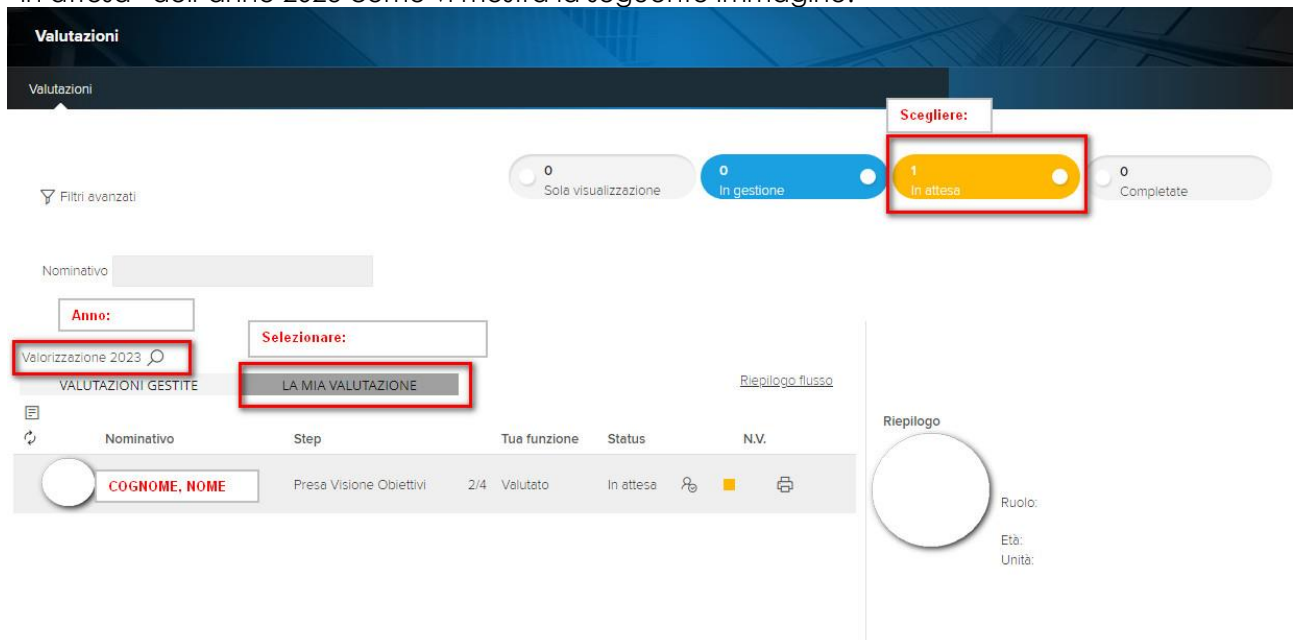 "in attesa" dell'anno 2023 come vi mostra la seguente immagine:
Valutazioni
Valutazioni
Scegliere:
0
Sola visualizzazione
0
In gestione
1
In attesa
0
Completate
Filtri avanzati
Nominativo
Anno:
Selezionare:
Valorizzazione 2023
VALUTAZIONI GESTITE
LA MIA VALUTAZIONE
Riepilogo flusso
Riepilogo
Nominativo Step Tua funzione Status N.V.
COGNOME, NOME Presa Visione Obiettivi 2/4 Valutato In attesa
Ruolo:
Età:
Unità: